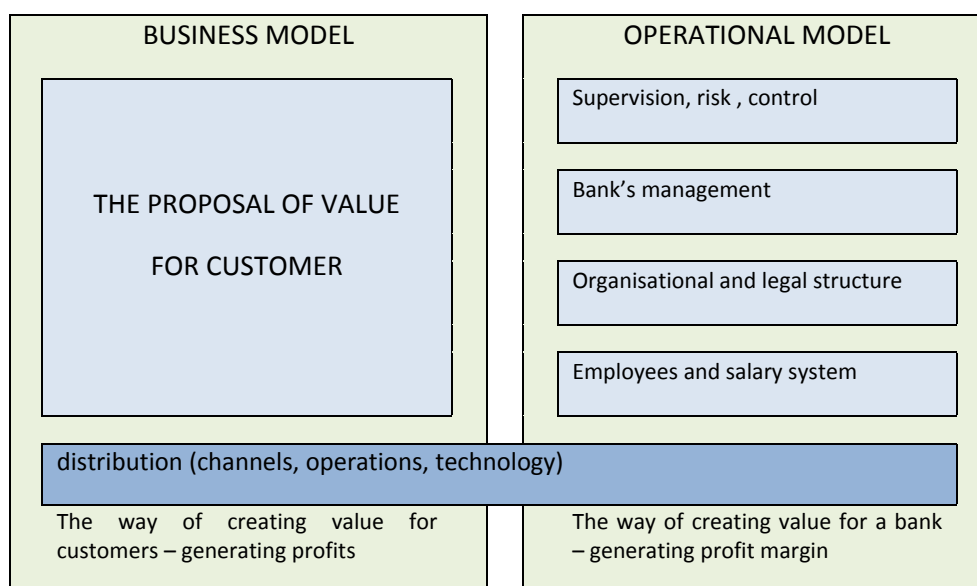 BUSINESS MODEL
THE PROPOSAL OF VALUE
FOR CUSTOMER
OPERATIONAL MODEL
Supervision, risk , control
Bank's management
Organisational and legal structure
Employees and salary system
distribution (channels, operations, technology)
The way of creating value for
customers – generating profits
The way of creating value for a bank
– generating profit margin